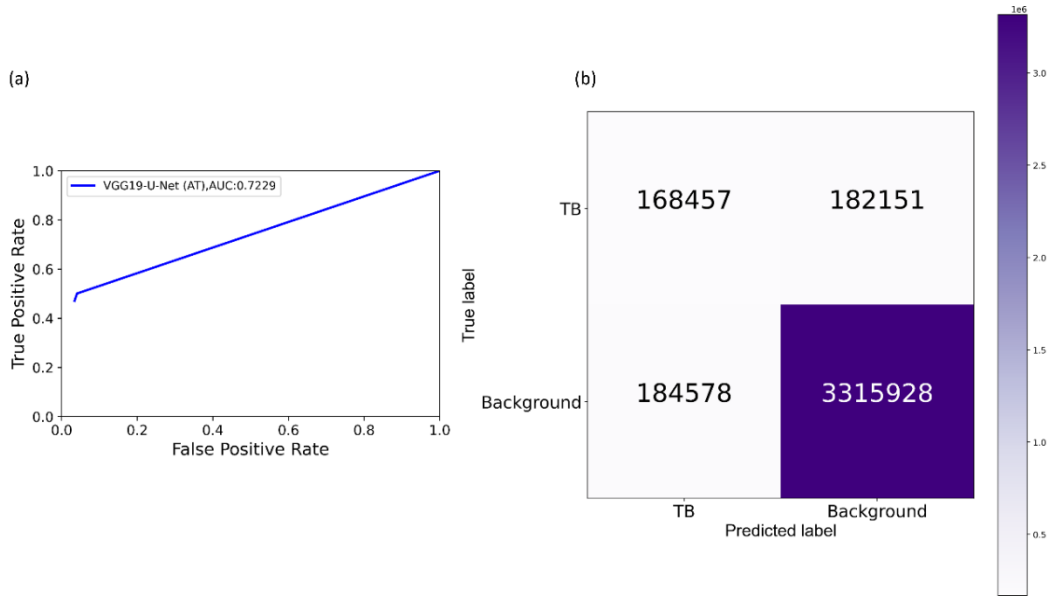 (a)
VGG19-U-Net (AT),AUC:0.7229
True Positive Rate
1.0
0.8
0.6
0.4
0.2
0.0
0.0 0.2 0.4 0.6 0.8 1.0
False Positive Rate
(b)
True label
TB
168457 182151
Background
184578 3315928
TB Background
Predicted label
1e6
3.0
2.5
2.0
1.5
1.0
0.5